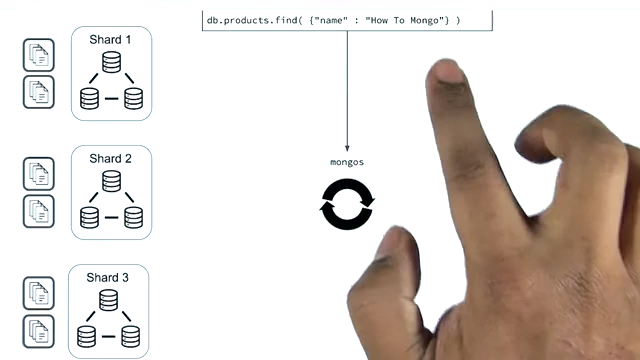 db.products.find( {"name" : "How To Mongo"} )
Shard 1
mongos
Shard 2
Shard 3